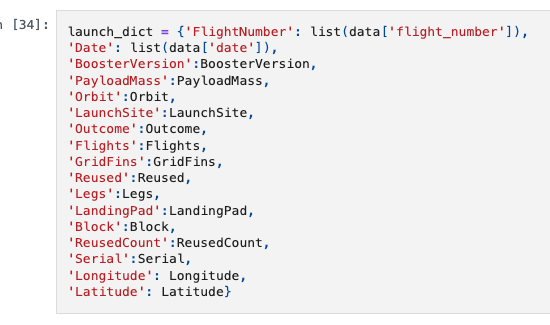 [34]:
launch_dict = {'FlightNumber': list(data['flight_number']),
'Date': list(data['date']),
'BoosterVersion':BoosterVersion,
'PayloadMass':PayloadMass,
'Orbit':Orbit,
'LaunchSite':LaunchSite,
'Outcome':Outcome,
'Flights':Flights,
'GridFins':GridFins,
'Reused':Reused,
'Legs':Legs,
'LandingPad':LandingPad,
'Block':Block,
'ReusedCount':ReusedCount,
'Serial':Serial,
'Longitude': Longitude,
'Latitude': Latitude}